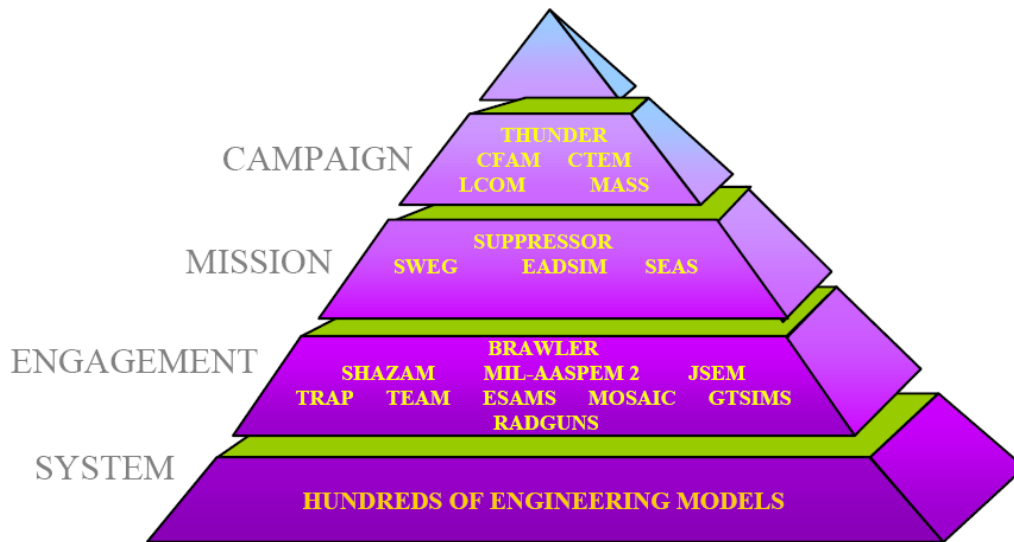 CAMPAIGN
THUNDER
CFAM CTEM
LCOM MASS
MISSION
SUPPRESSOR
SWEG EADSIM SEAS
ENGAGEMENT
BRAWLER
SHAZAM MIL-AASPEM 2 JSEM
TRAP TEAM ESAMS MOSAIC GTSIMS
RADGUNS
SYSTEM
HUNDREDS OF ENGINEERING MODELS